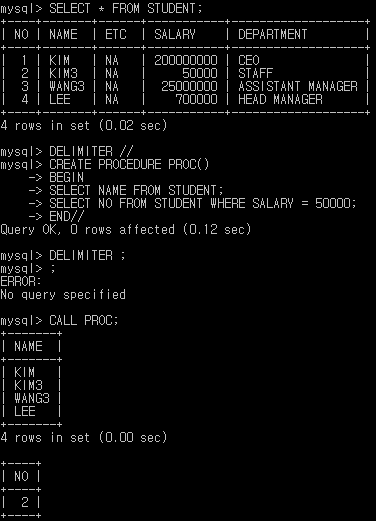 mysql> SELECT * FROM STUDENT;
+----+-------+------+-----------+-------------------+
| NO | NAME  | ETC  | SALARY    | DEPARTMENT        |
+----+-------+------+-----------+-------------------+
|  1 | KIM   | NA   | 200000000 | CEO               |
|  2 | KIM3  | NA   |     50000 | STAFF             |
|  3 | WANG3 | NA   |  25000000 | ASSISTANT MANAGER |
|  4 | LEE   | NA   |    700000 | HEAD MANAGER      |
+----+-------+------+-----------+-------------------+
4 rows in set (0.02 sec)
mysql> DELIMITER //
mysql> CREATE PROCEDURE PROC()
    -> BEGIN
    -> SELECT NAME FROM STUDENT;
    -> SELECT NO FROM STUDENT WHERE SALARY = 50000;
    -> END//
Query OK, 0 rows affected (0.12 sec)
mysql> DELIMITER ;
mysql> ;
ERROR:
No query specified
mysql> CALL PROC;
+-------+
| NAME  |
+-------+
| KIM   |
| KIM3  |
| WANG3 |
| LEE   |
+-------+
4 rows in set (0.00 sec)
+----+
| NO |
+----+
|  2 |
+----+